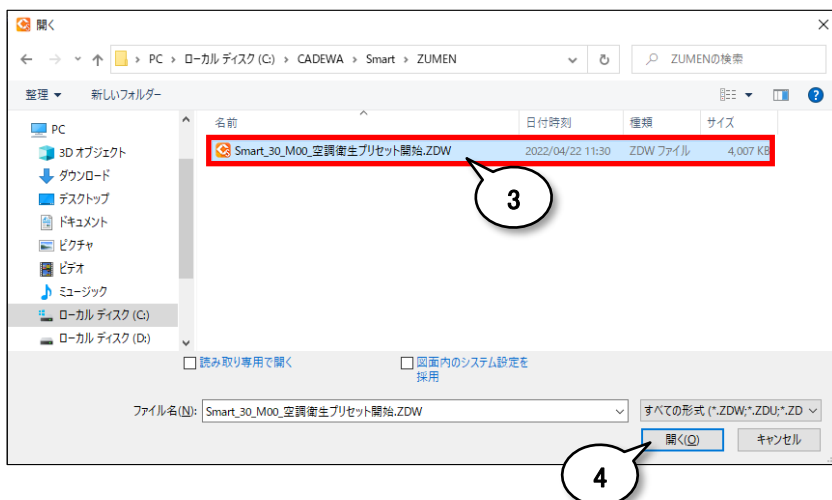 開く
PC › ローカル ディスク (C:) › CADEWA › Smart › ZUMEN
ZUMENの検索
整理
新しいフォルダー
名前 日付時刻 種類 サイズ
Smart_30_M00_空調衛生プリセット開始.ZDW 2022/04/22 11:30 ZDW ファイル 4,007 KB
3
PC
3D オブジェクト
ダウンロード
デスクトップ
ドキュメント
ピクチャ
ビデオ
ミュージック
ローカル ディスク (C:)
ローカル ディスク (D:)
読み取り専用で開く
図面内のシステム設定を
採用
ファイル名(N): Smart_30_M00_空調衛生プリセット開始.ZDW
すべての形式 (*.ZDW;*.ZDU;*.ZD
開く(O) キャンセル
4